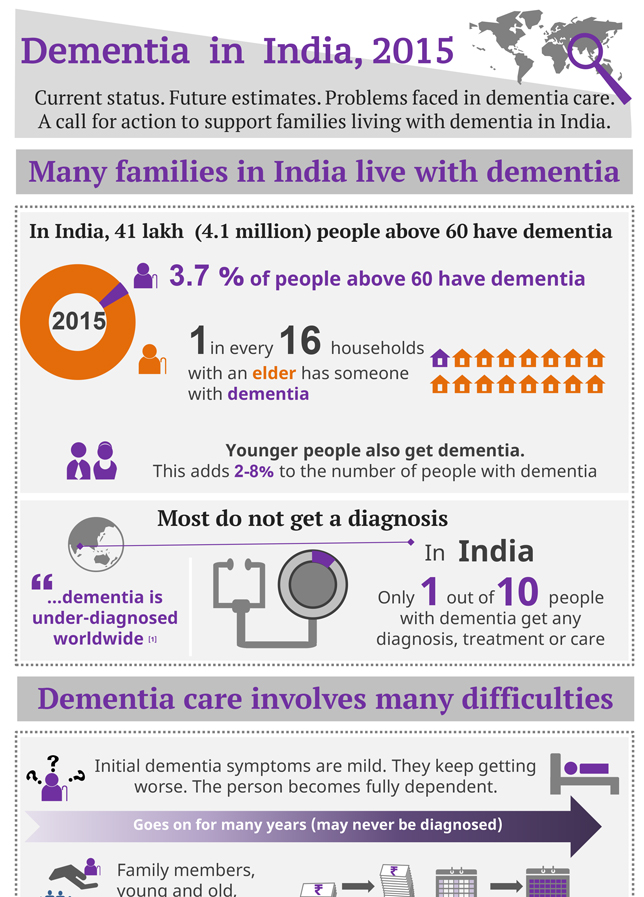 Dementia in India, 2015
Current status. Future estimates. Problems faced in dementia care.
A call for action to support families living with dementia in India.
Many families in India live with dementia
In India, 41 lakh (4.1 million) people above 60 have dementia
2015
3.7 % of people above 60 have dementia
1 in every 16 households
with an elder has someone
with dementia
Younger people also get dementia.
This adds 2-8% to the number of people with dementia
Most do not get a diagnosis
“ ...dementia is
under-diagnosed
worldwide [1]
In India
Only 1 out of 10 people
with dementia get any
diagnosis, treatment or care
Dementia care involves many difficulties
? ? ?
Initial dementia symptoms are mild. They keep getting
worse. The person becomes fully dependent.
Goes on for many years (may never be diagnosed)
Family members,
young and old,
₹ ₹